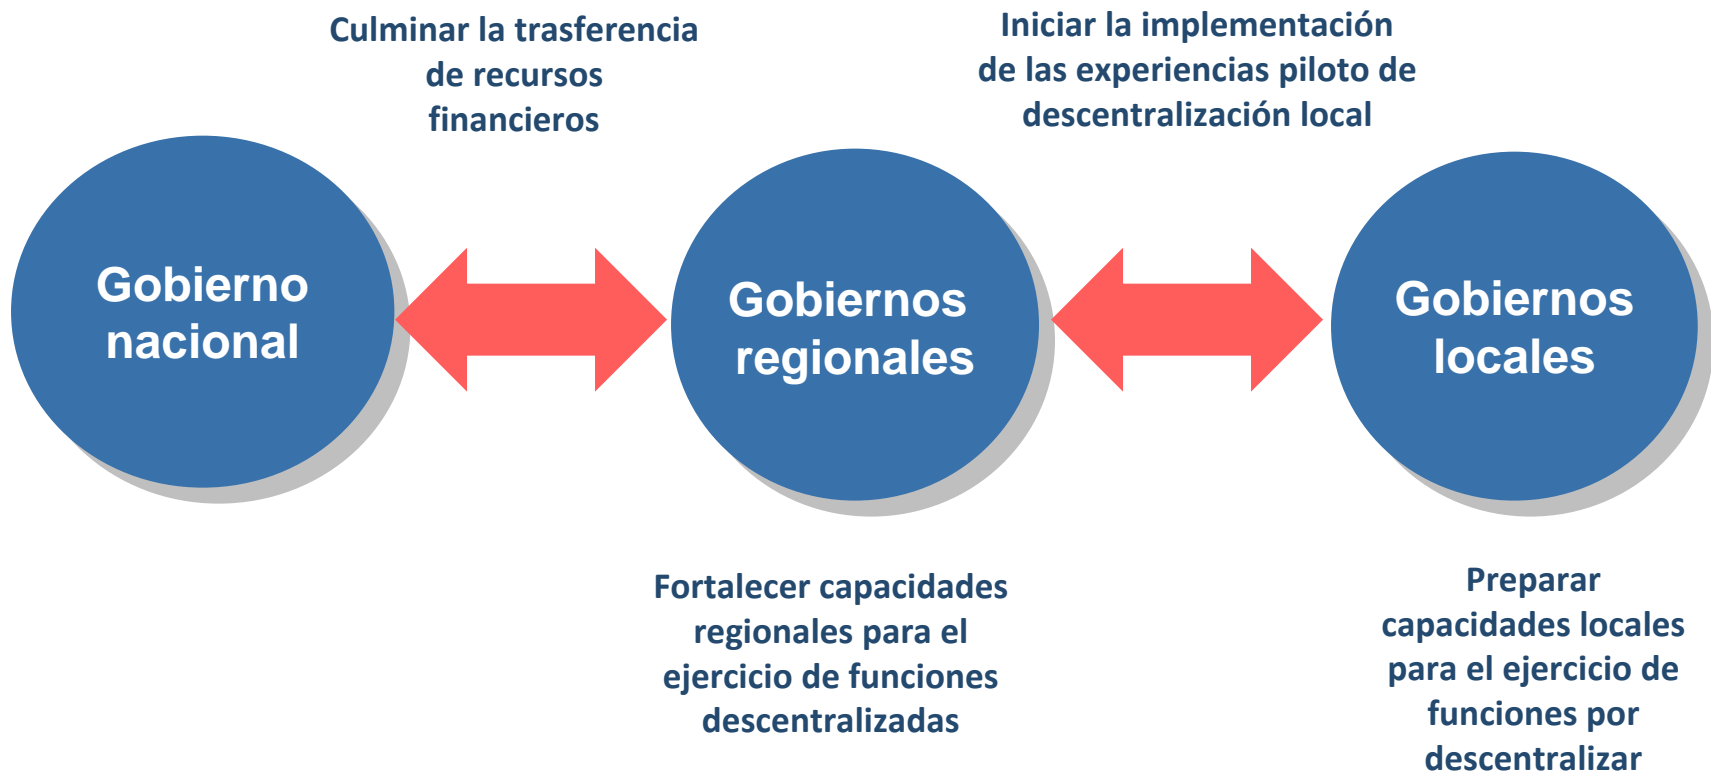 Culminar la trasferencia
de recursos
financieros
Iniciar la implementación
de las experiencias piloto de
descentralización local
Gobierno
nacional
Gobiernos
regionales
Gobiernos
locales
Fortalecer capacidades
regionales para el
ejercicio de funciones
descentralizadas
Preparar
capacidades locales
para el ejercicio de
funciones por
descentralizar